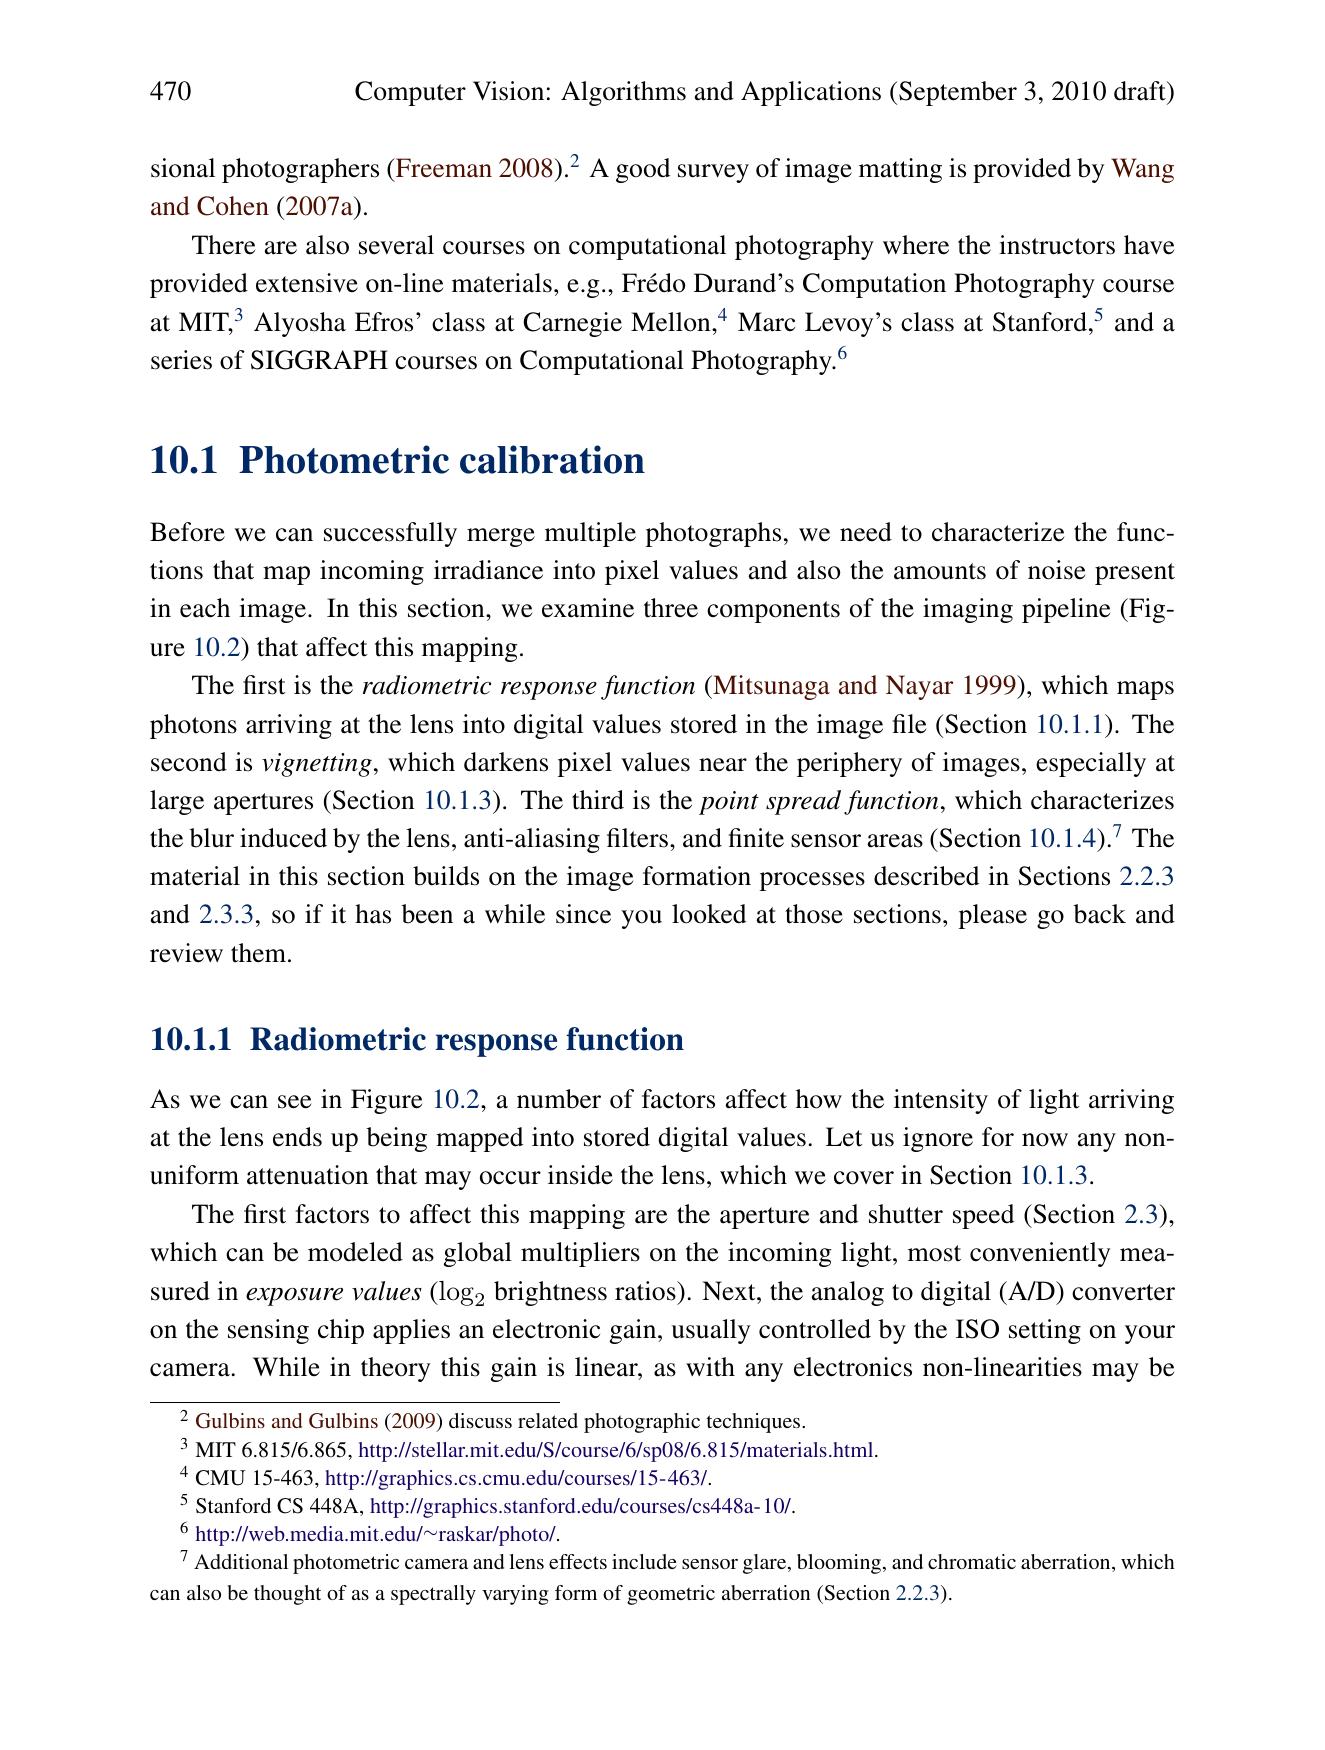 470 Computer Vision: Algorithms and Applications (September 3, 2010 draft)
sional photographers (Freeman 2008).2 A good survey of image matting is provided by Wang
and Cohen (2007a).
There are also several courses on computational photography where the instructors have
provided extensive on-line materials, e.g., Frédo Durand's Computation Photography course
at MIT,3 Alyosha Efros' class at Carnegie Mellon,4 Marc Levoy's class at Stanford,5 and a
series of SIGGRAPH courses on Computational Photography.6
10.1 Photometric calibration
Before we can successfully merge multiple photographs, we need to characterize the func-
tions that map incoming irradiance into pixel values and also the amounts of noise present
in each image. In this section, we examine three components of the imaging pipeline (Fig-
ure 10.2) that affect this mapping.
The first is the radiometric response function (Mitsunaga and Nayar 1999), which maps
photons arriving at the lens into digital values stored in the image file (Section 10.1.1). The
second is vignetting, which darkens pixel values near the periphery of images, especially at
large apertures (Section 10.1.3). The third is the point spread function, which characterizes
the blur induced by the lens, anti-aliasing filters, and finite sensor areas (Section 10.1.4).7 The
material in this section builds on the image formation processes described in Sections 2.2.3
and 2.3.3, so if it has been a while since you looked at those sections, please go back and
review them.
10.1.1 Radiometric response function
As we can see in Figure 10.2, a number of factors affect how the intensity of light arriving
at the lens ends up being mapped into stored digital values. Let us ignore for now any non-
uniform attenuation that may occur inside the lens, which we cover in Section 10.1.3.
The first factors to affect this mapping are the aperture and shutter speed (Section 2.3),
which can be modeled as global multipliers on the incoming light, most conveniently mea-
sured in exposure values (log2 brightness ratios). Next, the analog to digital (A/D) converter
on the sensing chip applies an electronic gain, usually controlled by the ISO setting on your
camera. While in theory this gain is linear, as with any electronics non-linearities may be
2 Gulbins and Gulbins (2009) discuss related photographic techniques.
3 MIT 6.815/6.865, http://stellar.mit.edu/S/course/6/sp08/6.815/materials.html.
4 CMU 15-463, http://graphics.cs.cmu.edu/courses/15-463/.
5 Stanford CS 448A, http://graphics.stanford.edu/courses/cs448a-10/.
6 http://web.media.mit.edu/~raskar/photo/.
7 Additional photometric camera and lens effects include sensor glare, blooming, and chromatic aberration, which
can also be thought of as a spectrally varying form of geometric aberration (Section 2.2.3).